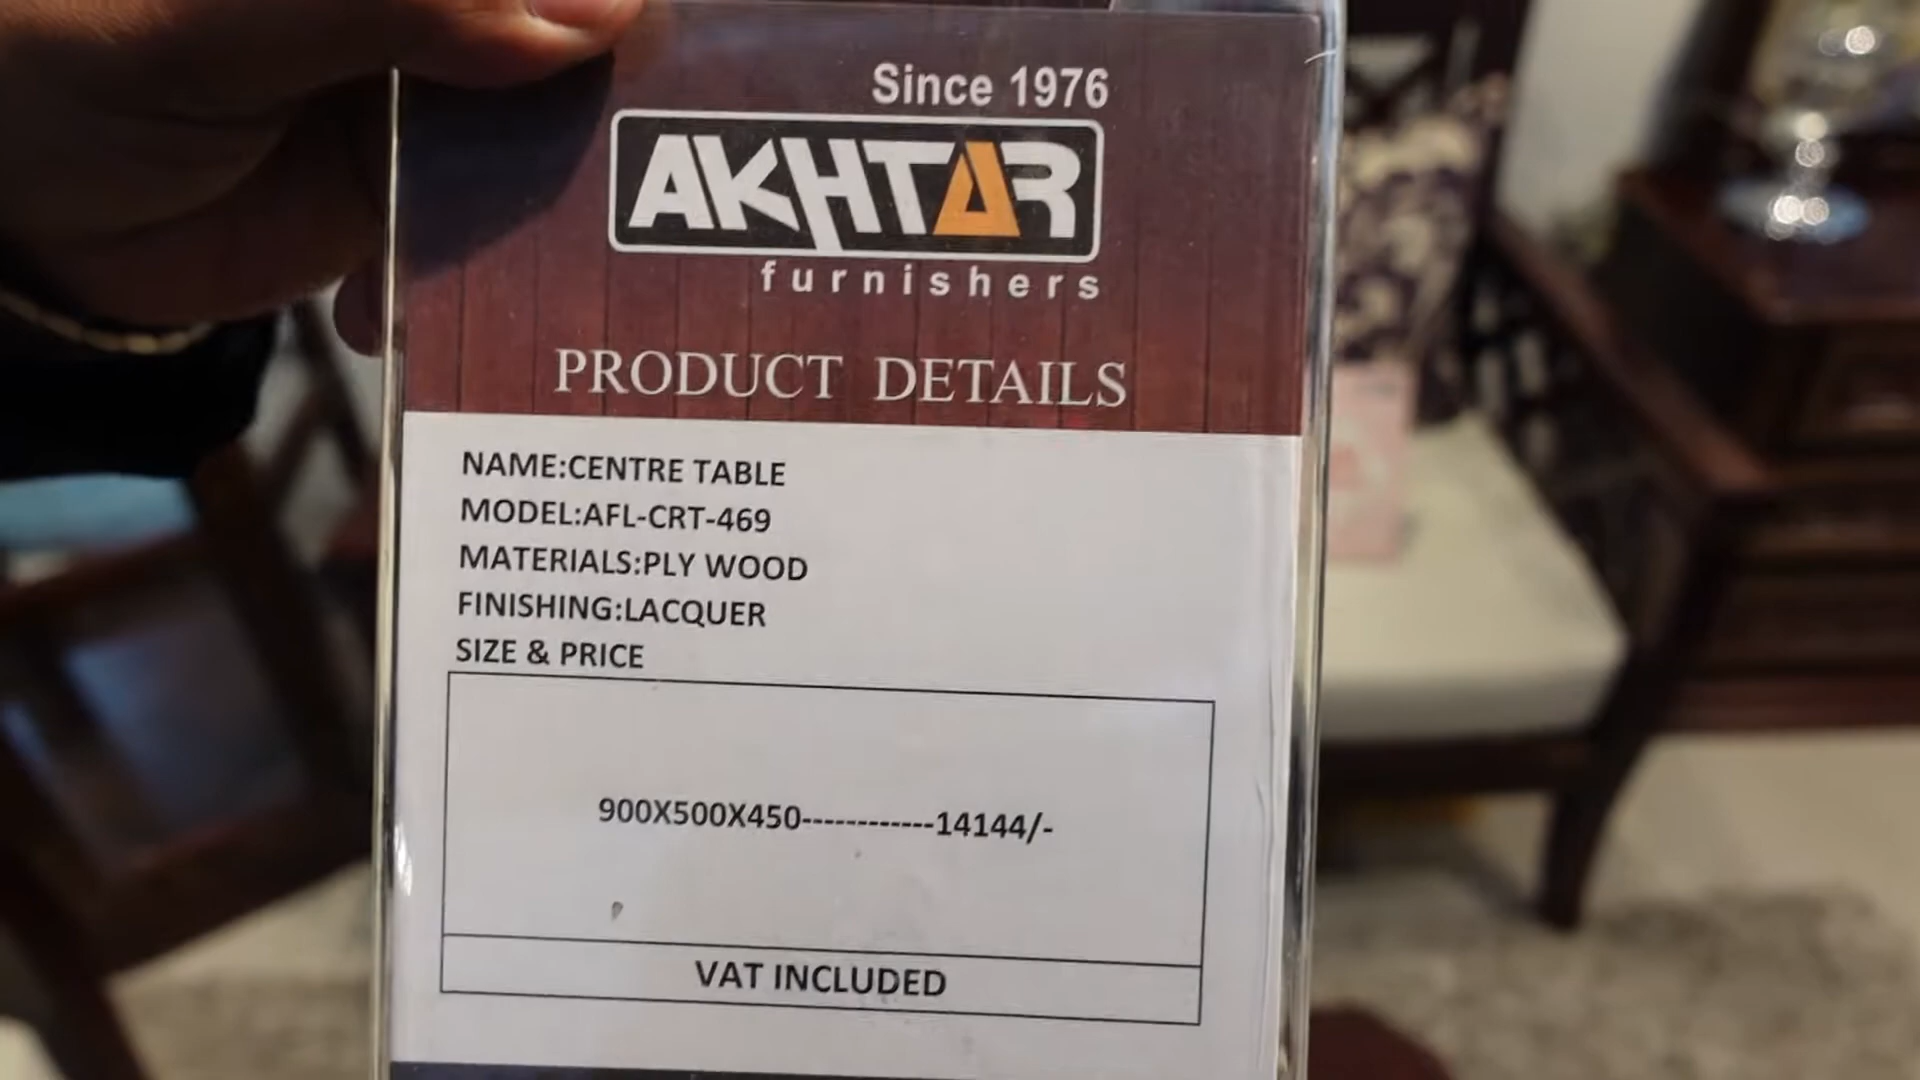 Since 1976
AKHTAR
furnishers
PRODUCT DETAILS
NAME:CENTRE TABLE
MODEL:AFL-CRT-469
MATERIALS:PLY WOOD
FINISHING:LACQUER
SIZE & PRICE
900X500X450------------14144/-
VAT INCLUDED